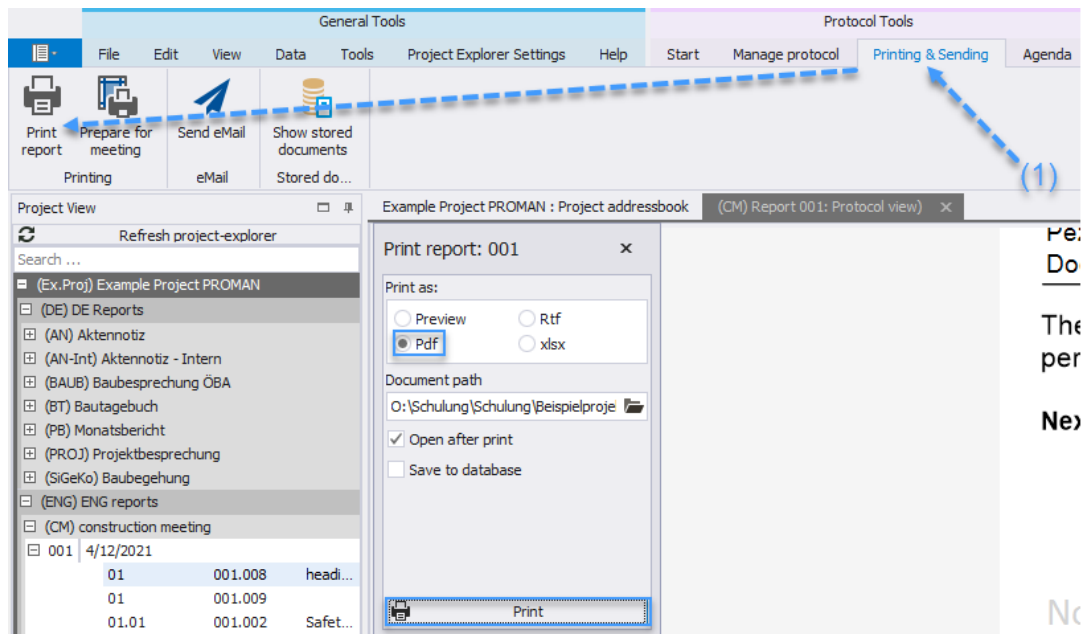 General Tools
Protocol Tools
File Edit View Data Tools Project Explorer Settings Help Start Manage protocol Printing & Sending Agenda
Print report
Prepare for meeting
Send eMail
Show stored documents
Printing eMail Stored do...
(1)
Project View
Example Project PROMAN : Project addressbook
(CM) Report 001: Protocol view)
Refresh project-explorer
Search ...
(Ex.Proj) Example Project PROMAN
(DE) DE Reports
(AN) Aktennotiz
(AN-Int) Aktennotiz - Intern
(BAUB) Baubesprechung ÖBA
(BT) Bautagebuch
(PB) Monatsbericht
(PROJ) Projektbesprechung
(SiGeKo) Baubegehung
(ENG) ENG reports
(CM) construction meeting
001 4/12/2021
01 001.008 headi...
01 001.009
01.01 001.002 Safet...
Print report: 001
Print as:
Preview Rtf
Pdf xlsx
Document path
O:\Schulung\Schulung\Beispielproje
Open after print
Save to database
Print
Do
The
per
Nex
No